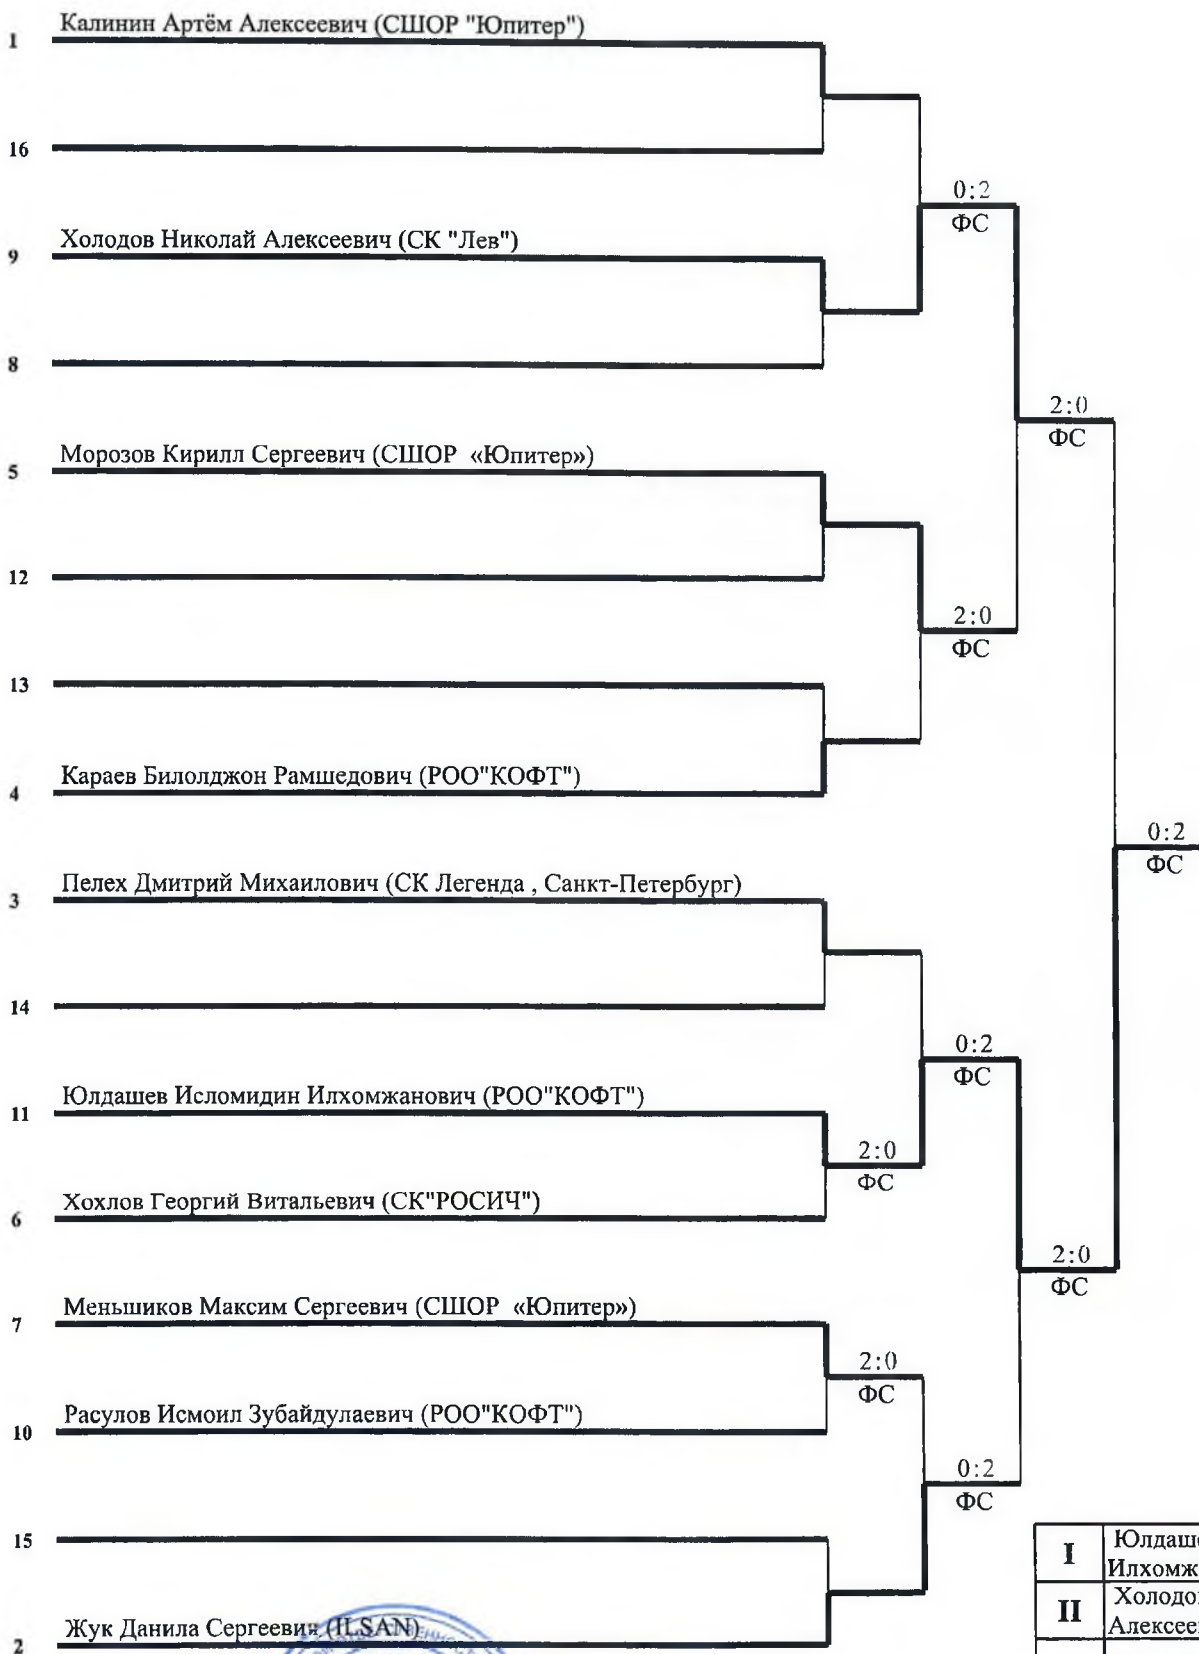 Калинин Артём Алексеевич (СШОР "Юпитер")
1
16
0:2
ФС
Холодов Николай Алексеевич (СК "Лев")
9
8
2:0
ФС
Морозов Кирилл Сергеевич (СШОР «Юпитер»)
5
12
2:0
ФС
13
Караев Билолджон Рамшедович (РОО"КОФТ")
4
0:2
ФС
Пелех Дмитрий Михаилович (СК Легенда , Санкт-Петербург)
3
14
0:2
ФС
Юлдашев Исломидин Илхомжанович (РОО"КОФТ")
11
2:0
ФС
Хохлов Георгий Витальевич (СК"РОСИЧ")
6
2:0
ФС
Меньшиков Максим Сергеевич (СШОР «Юпитер»)
7
2:0
ФС
Расулов Исмоил Зубайдулаевич (РОО"КОФТ")
10
0:2
ФС
15
I
II
Жук Данила Сергеевич (ILSAN)
2